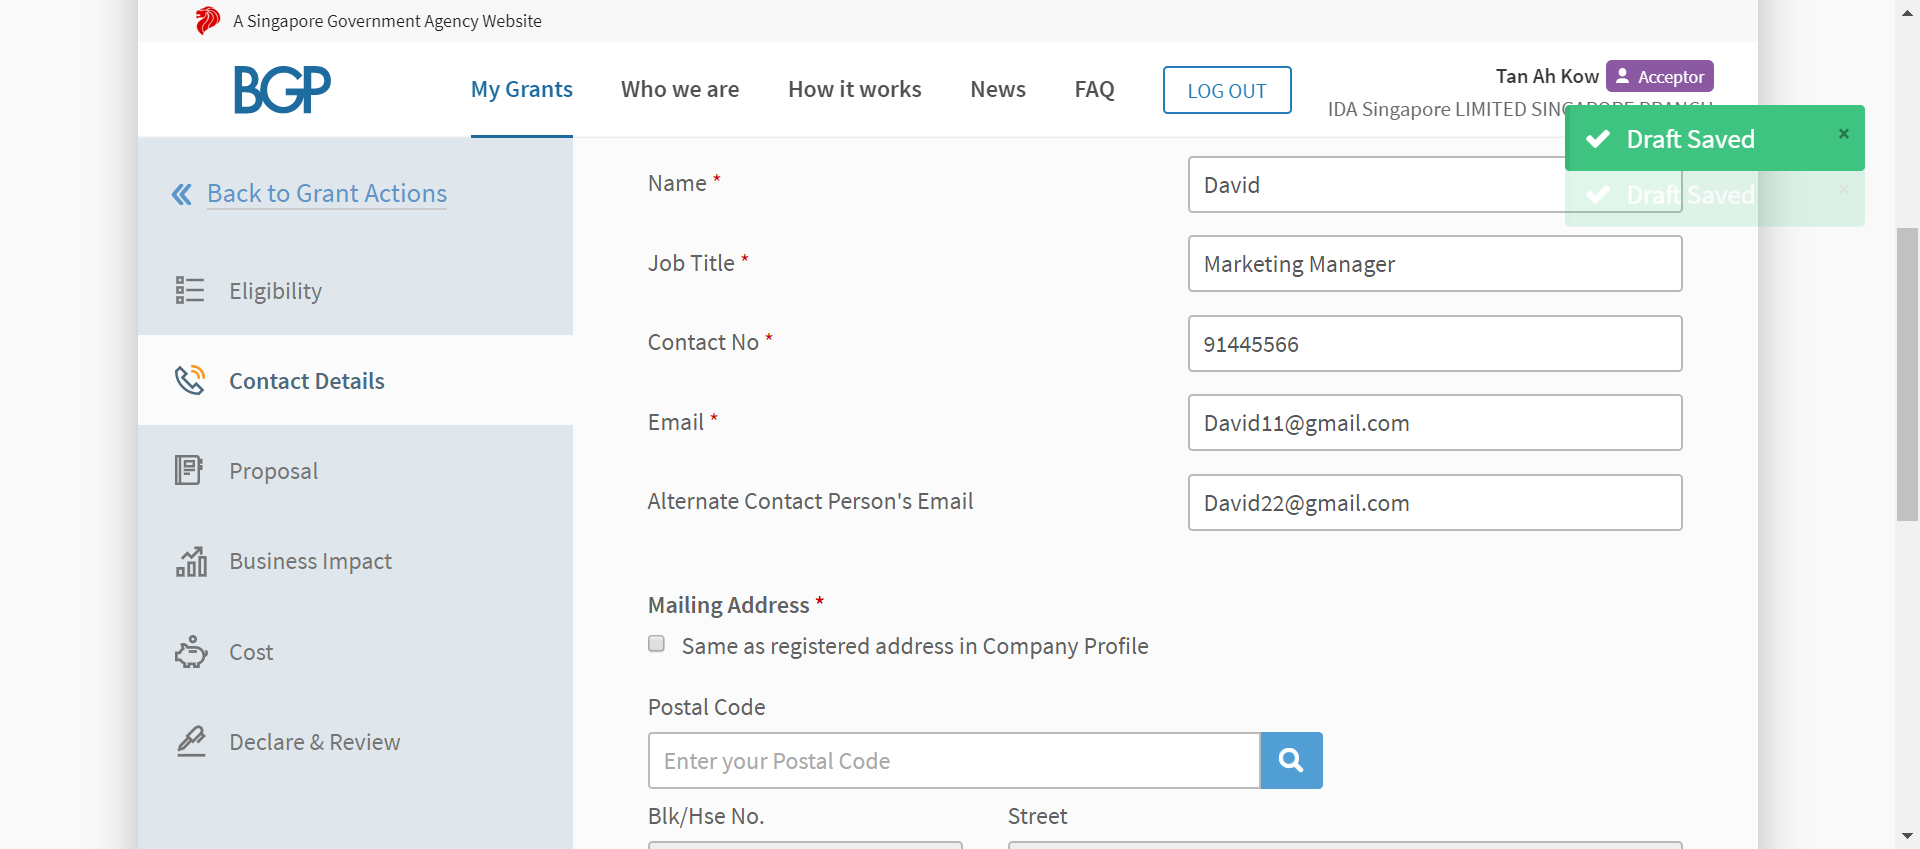 A Singapore Government Agency Website
BGP
My Grants
Who we are
How it works
News
FAQ
LOG OUT
Tan Ah Kow
Acceptor
IDA Singapore LIMITED SINGAPORE BRANCH
Draft Saved
Draft Saved
Back to Grant Actions
Eligibility
Contact Details
Proposal
Business Impact
Cost
Declare & Review
Name *
David
Job Title *
Marketing Manager
Contact No *
91445566
Email *
David11@gmail.com
Alternate Contact Person's Email
David22@gmail.com
Mailing Address *
Same as registered address in Company Profile
Postal Code
Enter your Postal Code
Blk/Hse No.
Street